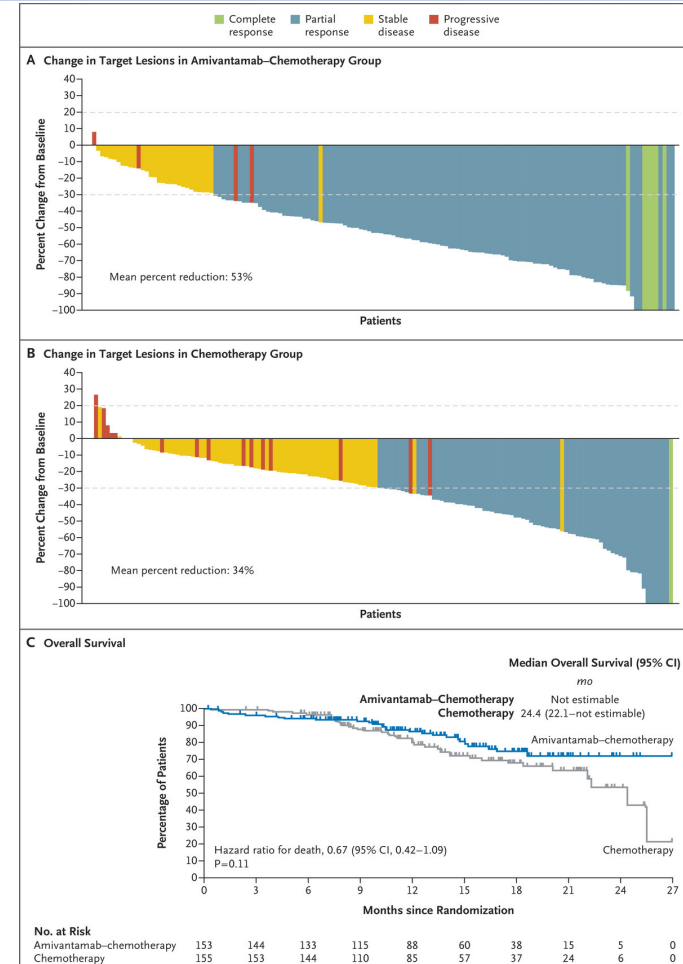 Complete response
Partial response
Stable disease
Progressive disease
A Change in Target Lesions in Amivantamab–Chemotherapy Group
Percent Change from Baseline
40
30
20
10
0
−10
−20
−30
−40
−50
−60
−70
−80
−90
−100
Mean percent reduction: 53%
Patients
B Change in Target Lesions in Chemotherapy Group
Percent Change from Baseline
40
30
20
10
0
−10
−20
−30
−40
−50
−60
−70
−80
−90
−100
Mean percent reduction: 34%
Patients
C Overall Survival
Median Overall Survival (95% CI)
mo
Amivantamab–Chemotherapy Not estimable
Chemotherapy 24.4 (22.1–not estimable)
Percentage of Patients
100
90
80
70
60
50
40
30
20
10
0
Amivantamab–chemotherapy
Chemotherapy
Hazard ratio for death, 0.67 (95% CI, 0.42–1.09)
P=0.11
0 3 6 9 12 15 18 21 24 27
Months since Randomization
No. at Risk
Amivantamab–chemotherapy 153 144 133 115 88 60 38 15 5 0
Chemotherapy 155 153 144 110 85 57 37 24 6 0